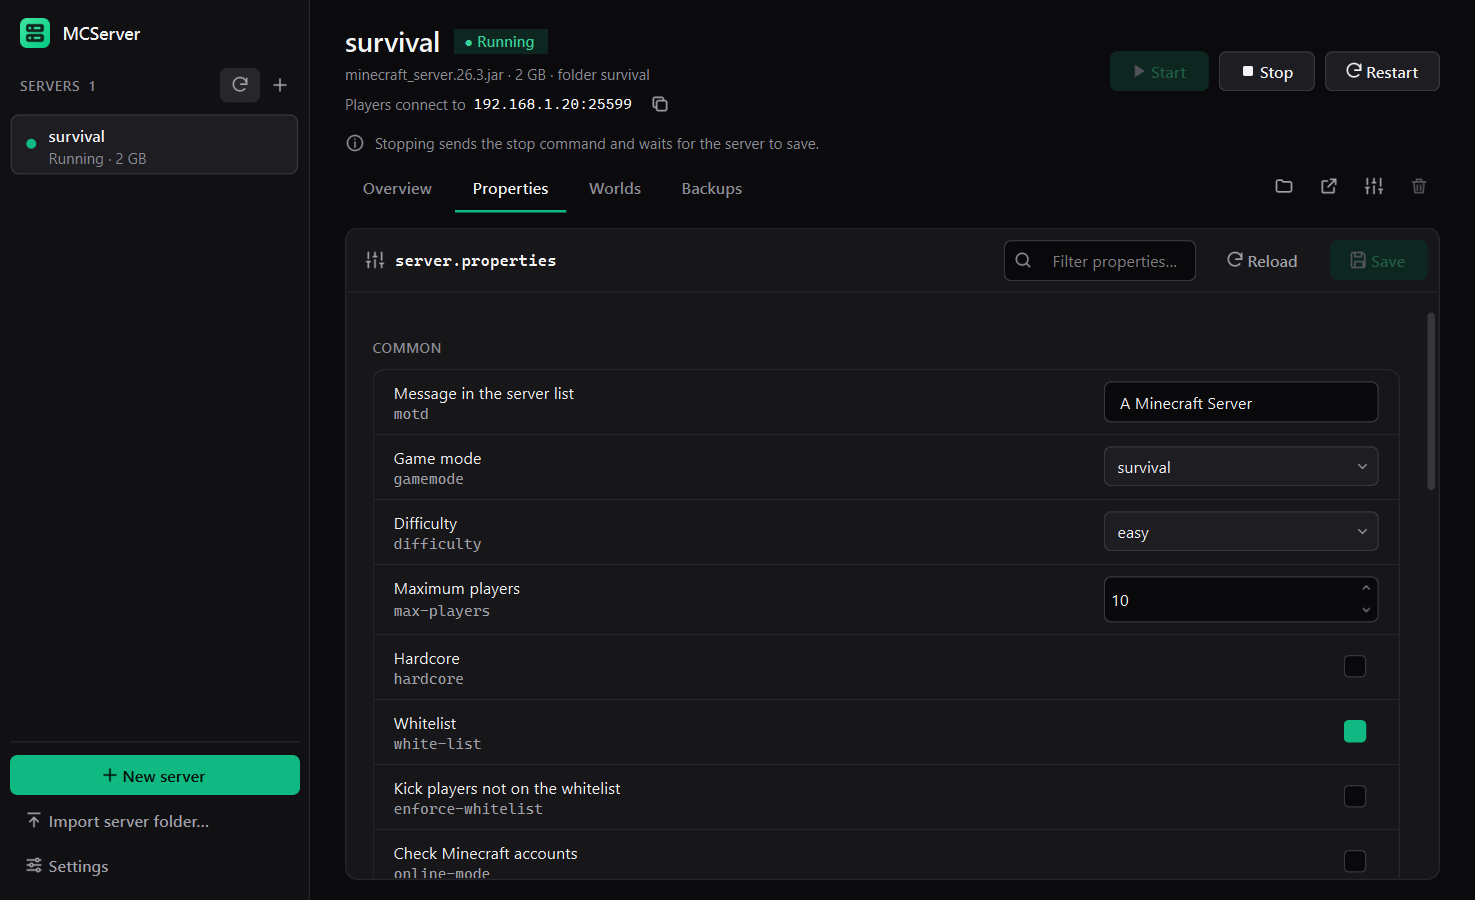 MCServer
SERVERS 1
survival
Running · 2 GB
+ New server
Import server folder...
Settings
survival
Running
minecraft_server.26.3.jar · 2 GB · folder survival
Players connect to 192.168.1.20:25599
Stopping sends the stop command and waits for the server to save.
Start
Stop
Restart
Overview
Properties
Worlds
Backups
server.properties
Filter properties...
Reload
Save
COMMON
Message in the server list
motd
A Minecraft Server
Game mode
gamemode
survival
Difficulty
difficulty
easy
Maximum players
max-players
10
Hardcore
hardcore
Whitelist
white-list
Kick players not on the whitelist
enforce-whitelist
Check Minecraft accounts
online-mode